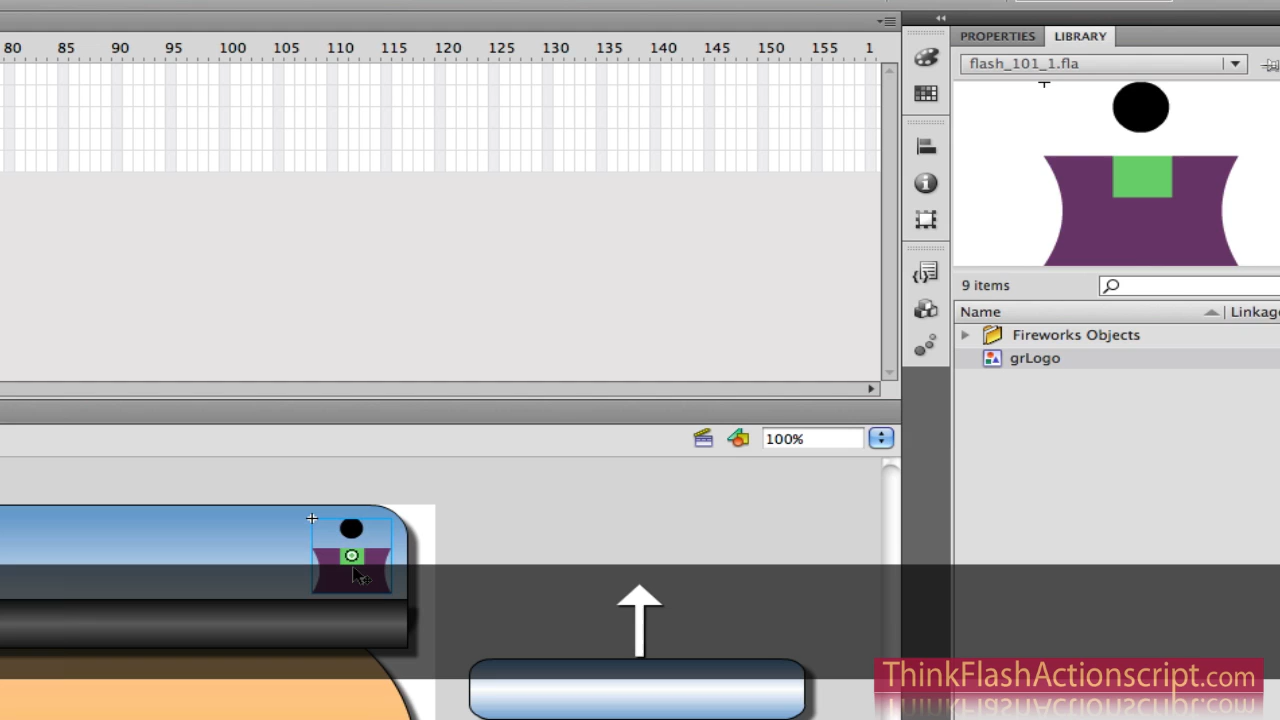 80 85 90 95 100 105 110 115 120 125 130 135 140 145 150 155 1
PROPERTIES LIBRARY
flash_101_1.fla
9 items
Name Linkage
Fireworks Objects
grLogo
100%
ThinkFlashActionscript.com